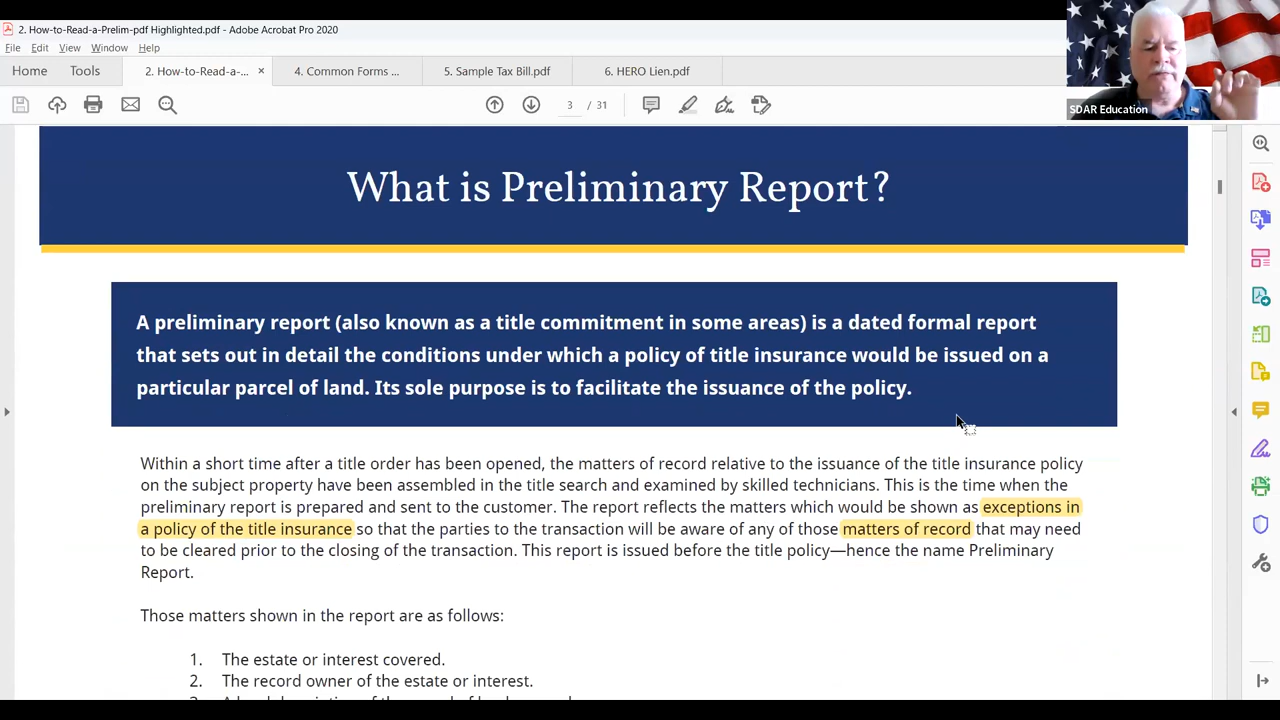 2. How-to-Read-a-Prelim-pdf Highlighted.pdf - Adobe Acrobat Pro 2020
File Edit View Window Help
Home Tools 2. How-to-Read-a-... × 4. Common Forms ... 5. Sample Tax Bill.pdf 6. HERO Lien.pdf
SDAR Education
3 / 31
What is Preliminary Report?
A preliminary report (also known as a title commitment in some areas) is a dated formal report
that sets out in detail the conditions under which a policy of title insurance would be issued on a
particular parcel of land. Its sole purpose is to facilitate the issuance of the policy.
Within a short time after a title order has been opened, the matters of record relative to the issuance of the title insurance policy
on the subject property have been assembled in the title search and examined by skilled technicians. This is the time when the
preliminary report is prepared and sent to the customer. The report reflects the matters which would be shown as exceptions in
a policy of the title insurance so that the parties to the transaction will be aware of any of those matters of record that may need
to be cleared prior to the closing of the transaction. This report is issued before the title policy—hence the name Preliminary
Report.
Those matters shown in the report are as follows:
1. The estate or interest covered.
2. The record owner of the estate or interest.